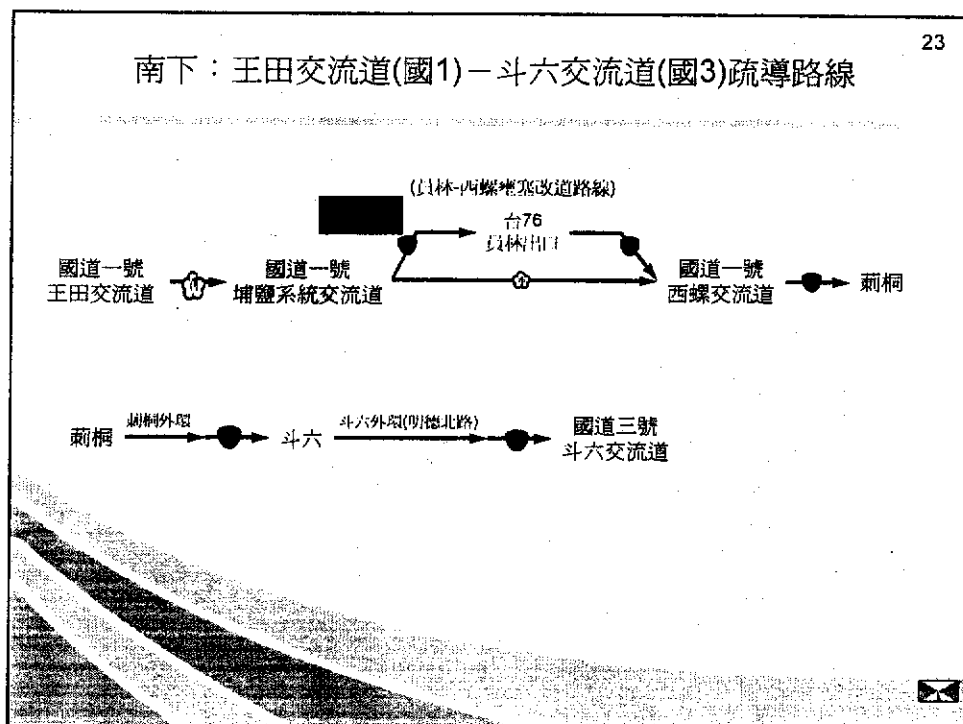 23
南下：王田交流道(國1)－斗六交流道(國3)疏導路線
(員林-西螺壅塞改道路線)
台76
員林出口
國道一號
王田交流道
國道一號
埔鹽系統交流道
國道一號
西螺交流道
莿桐
莿桐
莿桐外環
斗六
斗六外環(明德北路)
國道三號
斗六交流道